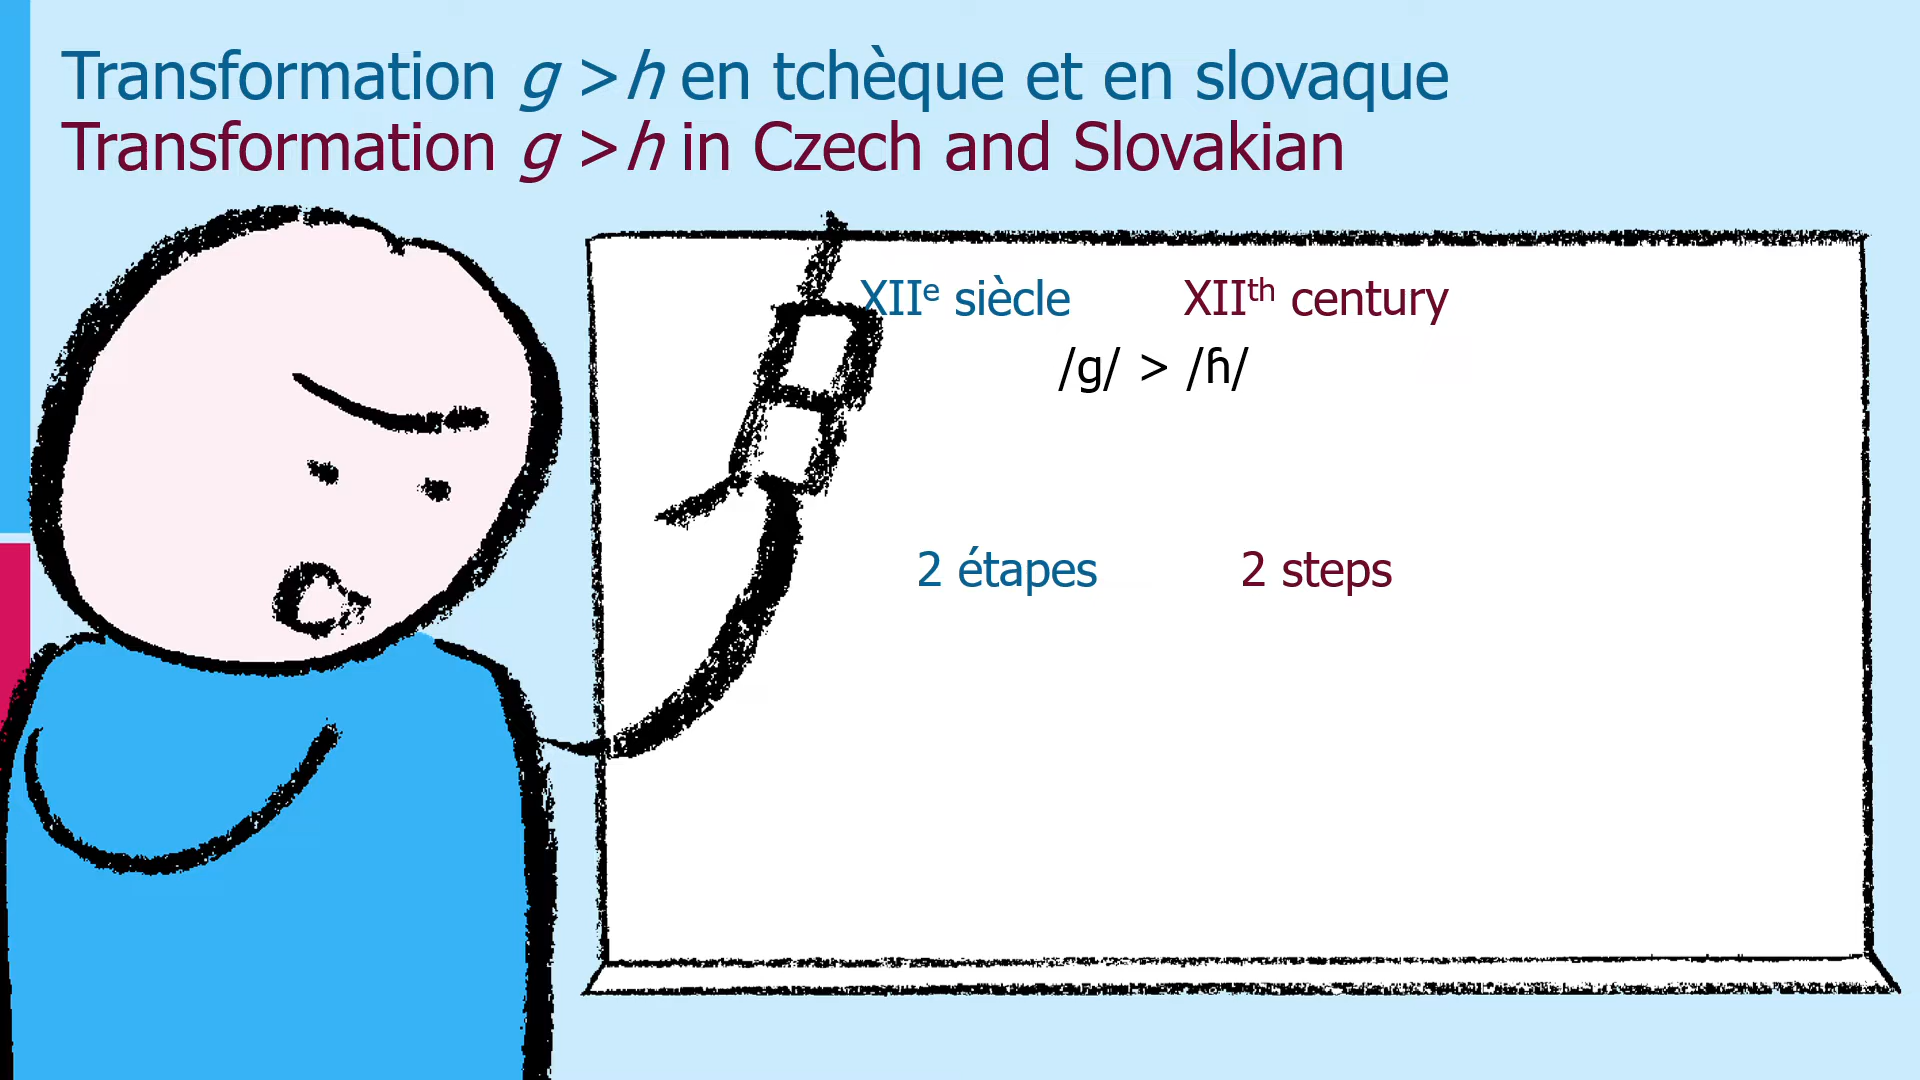 Transformation g > h en tchèque et en slovaque
Transformation g > h in Czech and Slovakian
XIIe siècle XIIth century
/g/ > /ɦ/
2 étapes 2 steps